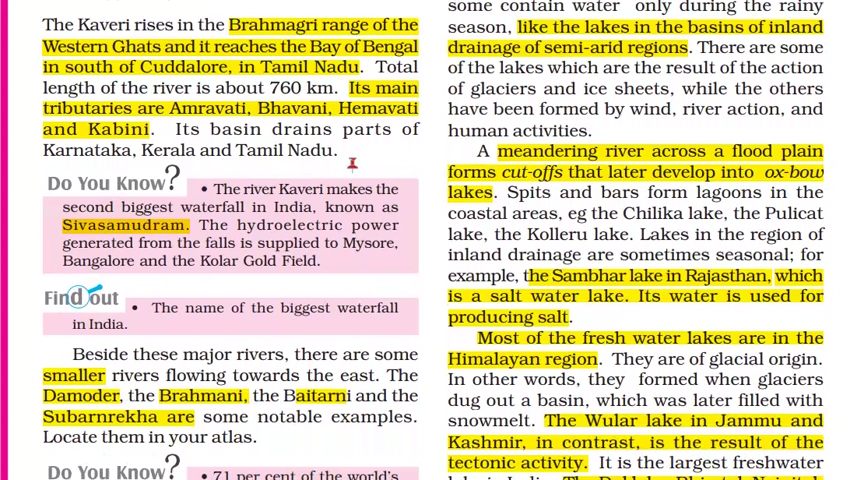 The Kaveri rises in the Brahmagri range of the
Western Ghats and it reaches the Bay of Bengal
in south of Cuddalore, in Tamil Nadu. Total
length of the river is about 760 km. Its main
tributaries are Amravati, Bhavani, Hemavati
and Kabini. Its basin drains parts of
Karnataka, Kerala and Tamil Nadu.
Do You Know? • The river Kaveri makes the
second biggest waterfall in India, known as
Sivasamudram. The hydroelectric power
generated from the falls is supplied to Mysore,
Bangalore and the Kolar Gold Field.
Find out • The name of the biggest waterfall
in India.
Beside these major rivers, there are some
smaller rivers flowing towards the east. The
Damoder, the Brahmani, the Baitarni and the
Subarnrekha are some notable examples.
Locate them in your atlas.
Do You Know? • 71 per cent of the world's
some contain water only during the rainy
season, like the lakes in the basins of inland
drainage of semi-arid regions. There are some
of the lakes which are the result of the action
of glaciers and ice sheets, while the others
have been formed by wind, river action, and
human activities.
A meandering river across a flood plain
forms cut-offs that later develop into ox-bow
lakes. Spits and bars form lagoons in the
coastal areas, eg the Chilika lake, the Pulicat
lake, the Kolleru lake. Lakes in the region of
inland drainage are sometimes seasonal; for
example, the Sambhar lake in Rajasthan, which
is a salt water lake. Its water is used for
producing salt.
Most of the fresh water lakes are in the
Himalayan region. They are of glacial origin.
In other words, they formed when glaciers
dug out a basin, which was later filled with
snowmelt. The Wular lake in Jammu and
Kashmir, in contrast, is the result of the
tectonic activity. It is the largest freshwater